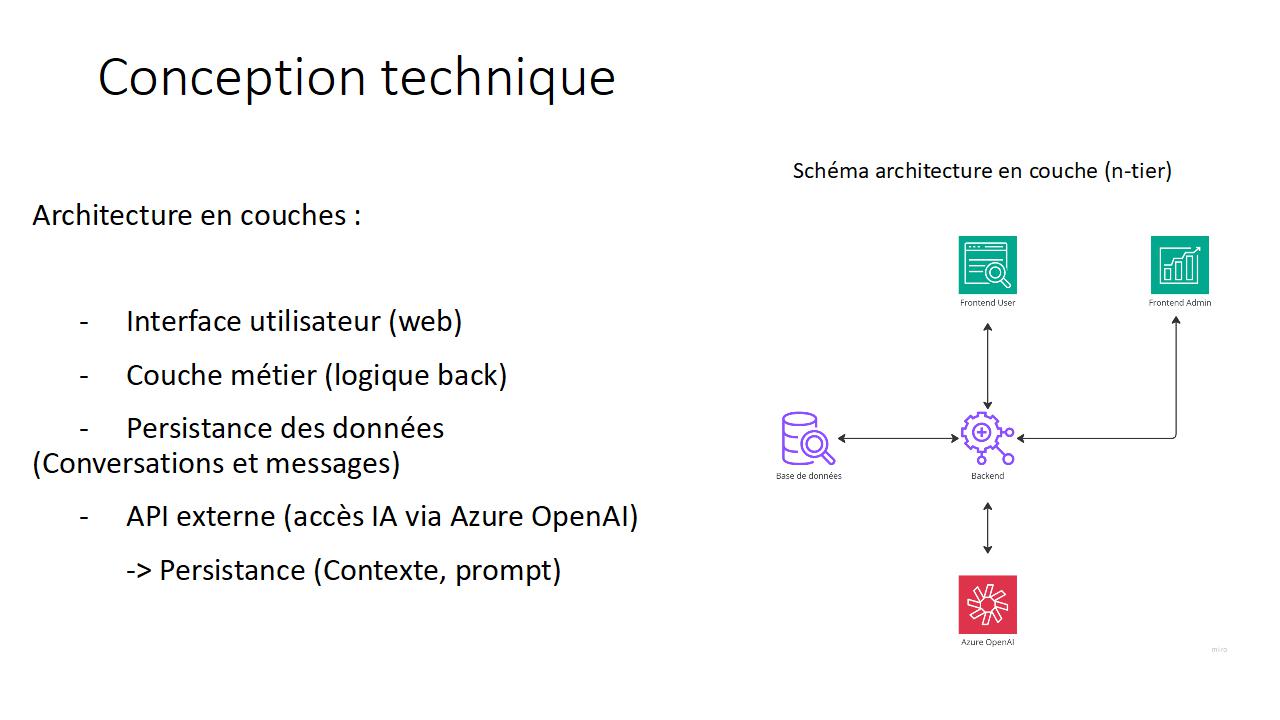 Conception technique
Schéma architecture en couche (n-tier)
Architecture en couches :
- Interface utilisateur (web)
- Couche métier (logique back)
- Persistance des données
(Conversations et messages)
- API externe (accès IA via Azure OpenAI)
-> Persistance (Contexte, prompt)
Frontend User
Frontend Admin
Base de données
Backend
Azure OpenAI
miro